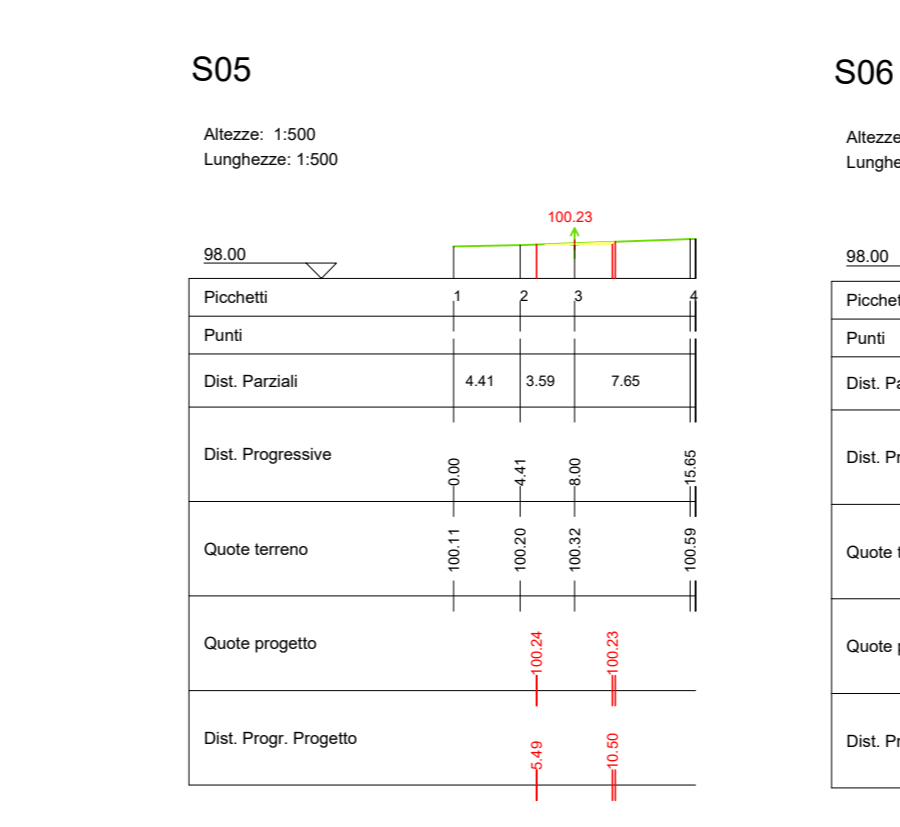 S05
Altezze: 1:500
Lunghezze: 1:500
100.23
98.00
Picchetti 1 2 3 4
Punti
Dist. Parziali 4.41 3.59 7.65
Dist. Progressive 0.00 4.41 8.00 15.65
Quote terreno 100.11 100.20 100.32 100.59
Quote progetto 100.24 100.23
Dist. Progr. Progetto 5.49 10.50
S06
Altezze
Lunghe
98.00
Picchet
Punti
Dist. Pa
Dist. Pr
Quote t
Quote p
Dist. Pr